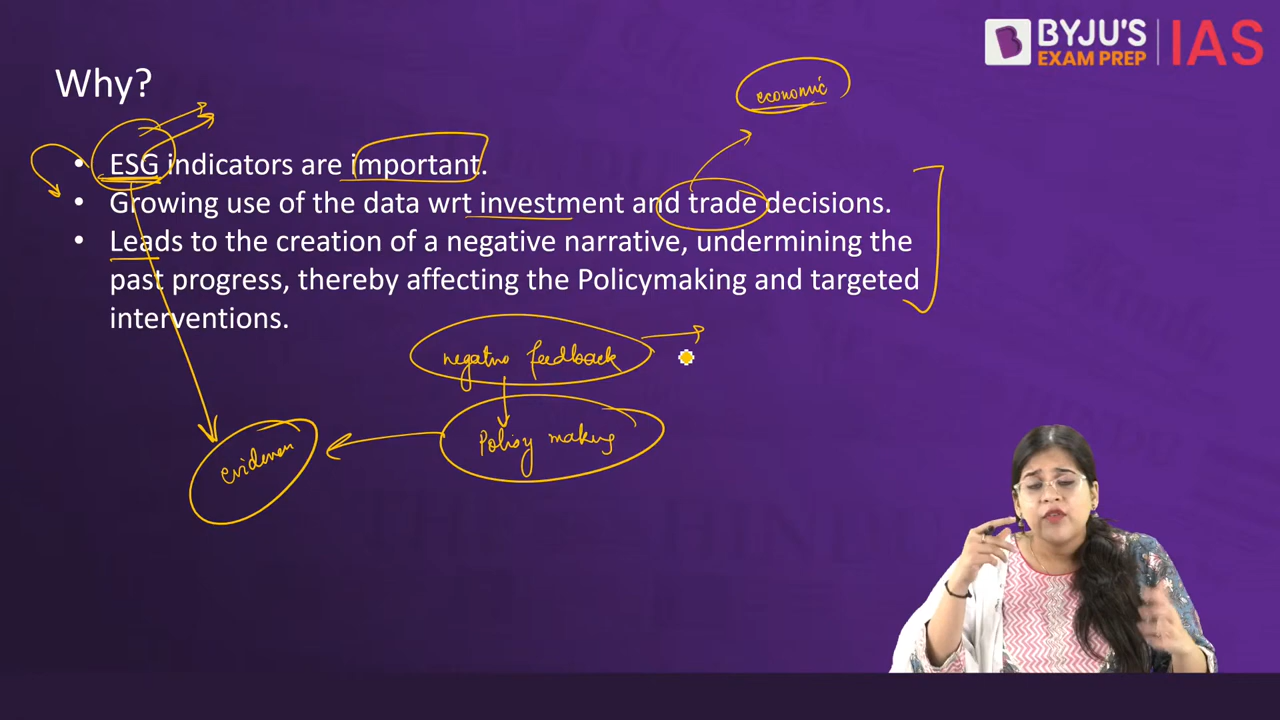 BYJU'S
EXAM PREP
IAS
Why?
economic
• ESG indicators are important.
• Growing use of the data wrt investment and trade decisions.
• Leads to the creation of a negative narrative, undermining the
past progress, thereby affecting the Policymaking and targeted
interventions.
feedback
Policy making